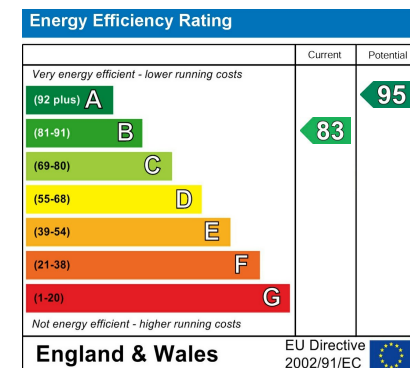 Energy Efficiency Rating
Current Potential
Very energy efficient - lower running costs
(92 plus) A
95
(81-91) B
83
(69-80) C
(55-68) D
(39-54) E
(21-38) F
(1-20) G
Not energy efficient - higher running costs
England & Wales
EU Directive
2002/91/EC